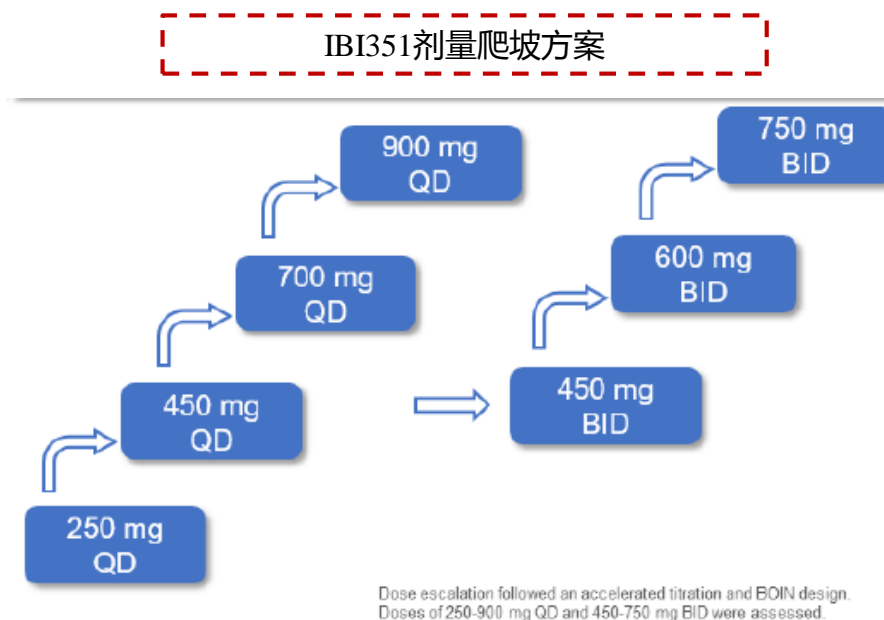 IBI351剂量爬坡方案
900 mg
QD
700 mg
QD
450 mg
QD
250 mg
QD
750 mg
BID
600 mg
BID
450 mg
BID
Dose escalation followed an accelerated titration and BOIN design.
Doses of 250-900 mg QD and 450-750 mg BID were assessed.